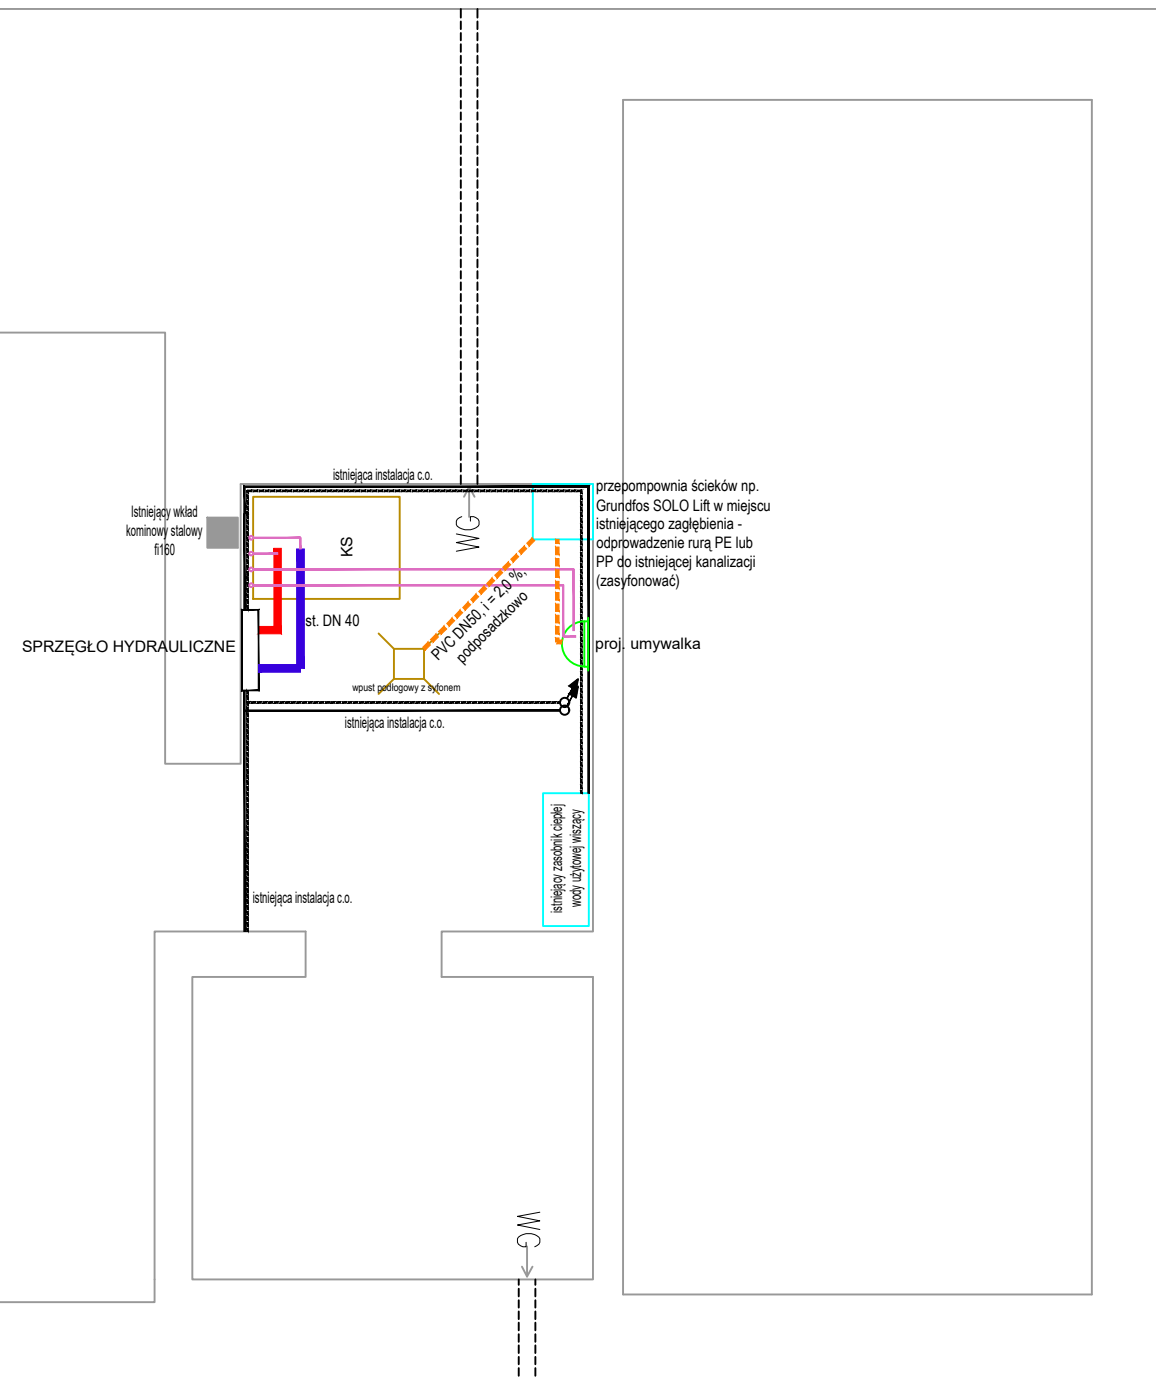 istniejąca instalacja c.o.
przepompownia ścieków np.
Grundfos SOLO Lift w miejscu
istniejącego zagłębienia -
odprowadzenie rurą PE lub
PP do istniejącej kanalizacji
(zasyfonować)
Istniejący wkład
kominowy stalowy
fi160
KS
WG
PVC DN50, i = 2,0 %,
podposadzkowo
st. DN 40
SPRZĘGŁO HYDRAULICZNE
proj. umywalka
wpust podłogowy z syfonem
istniejąca instalacja c.o.
istniejący zasobnik ciepłej
wody użytowej wiszący
istniejąca instalacja c.o.
WG